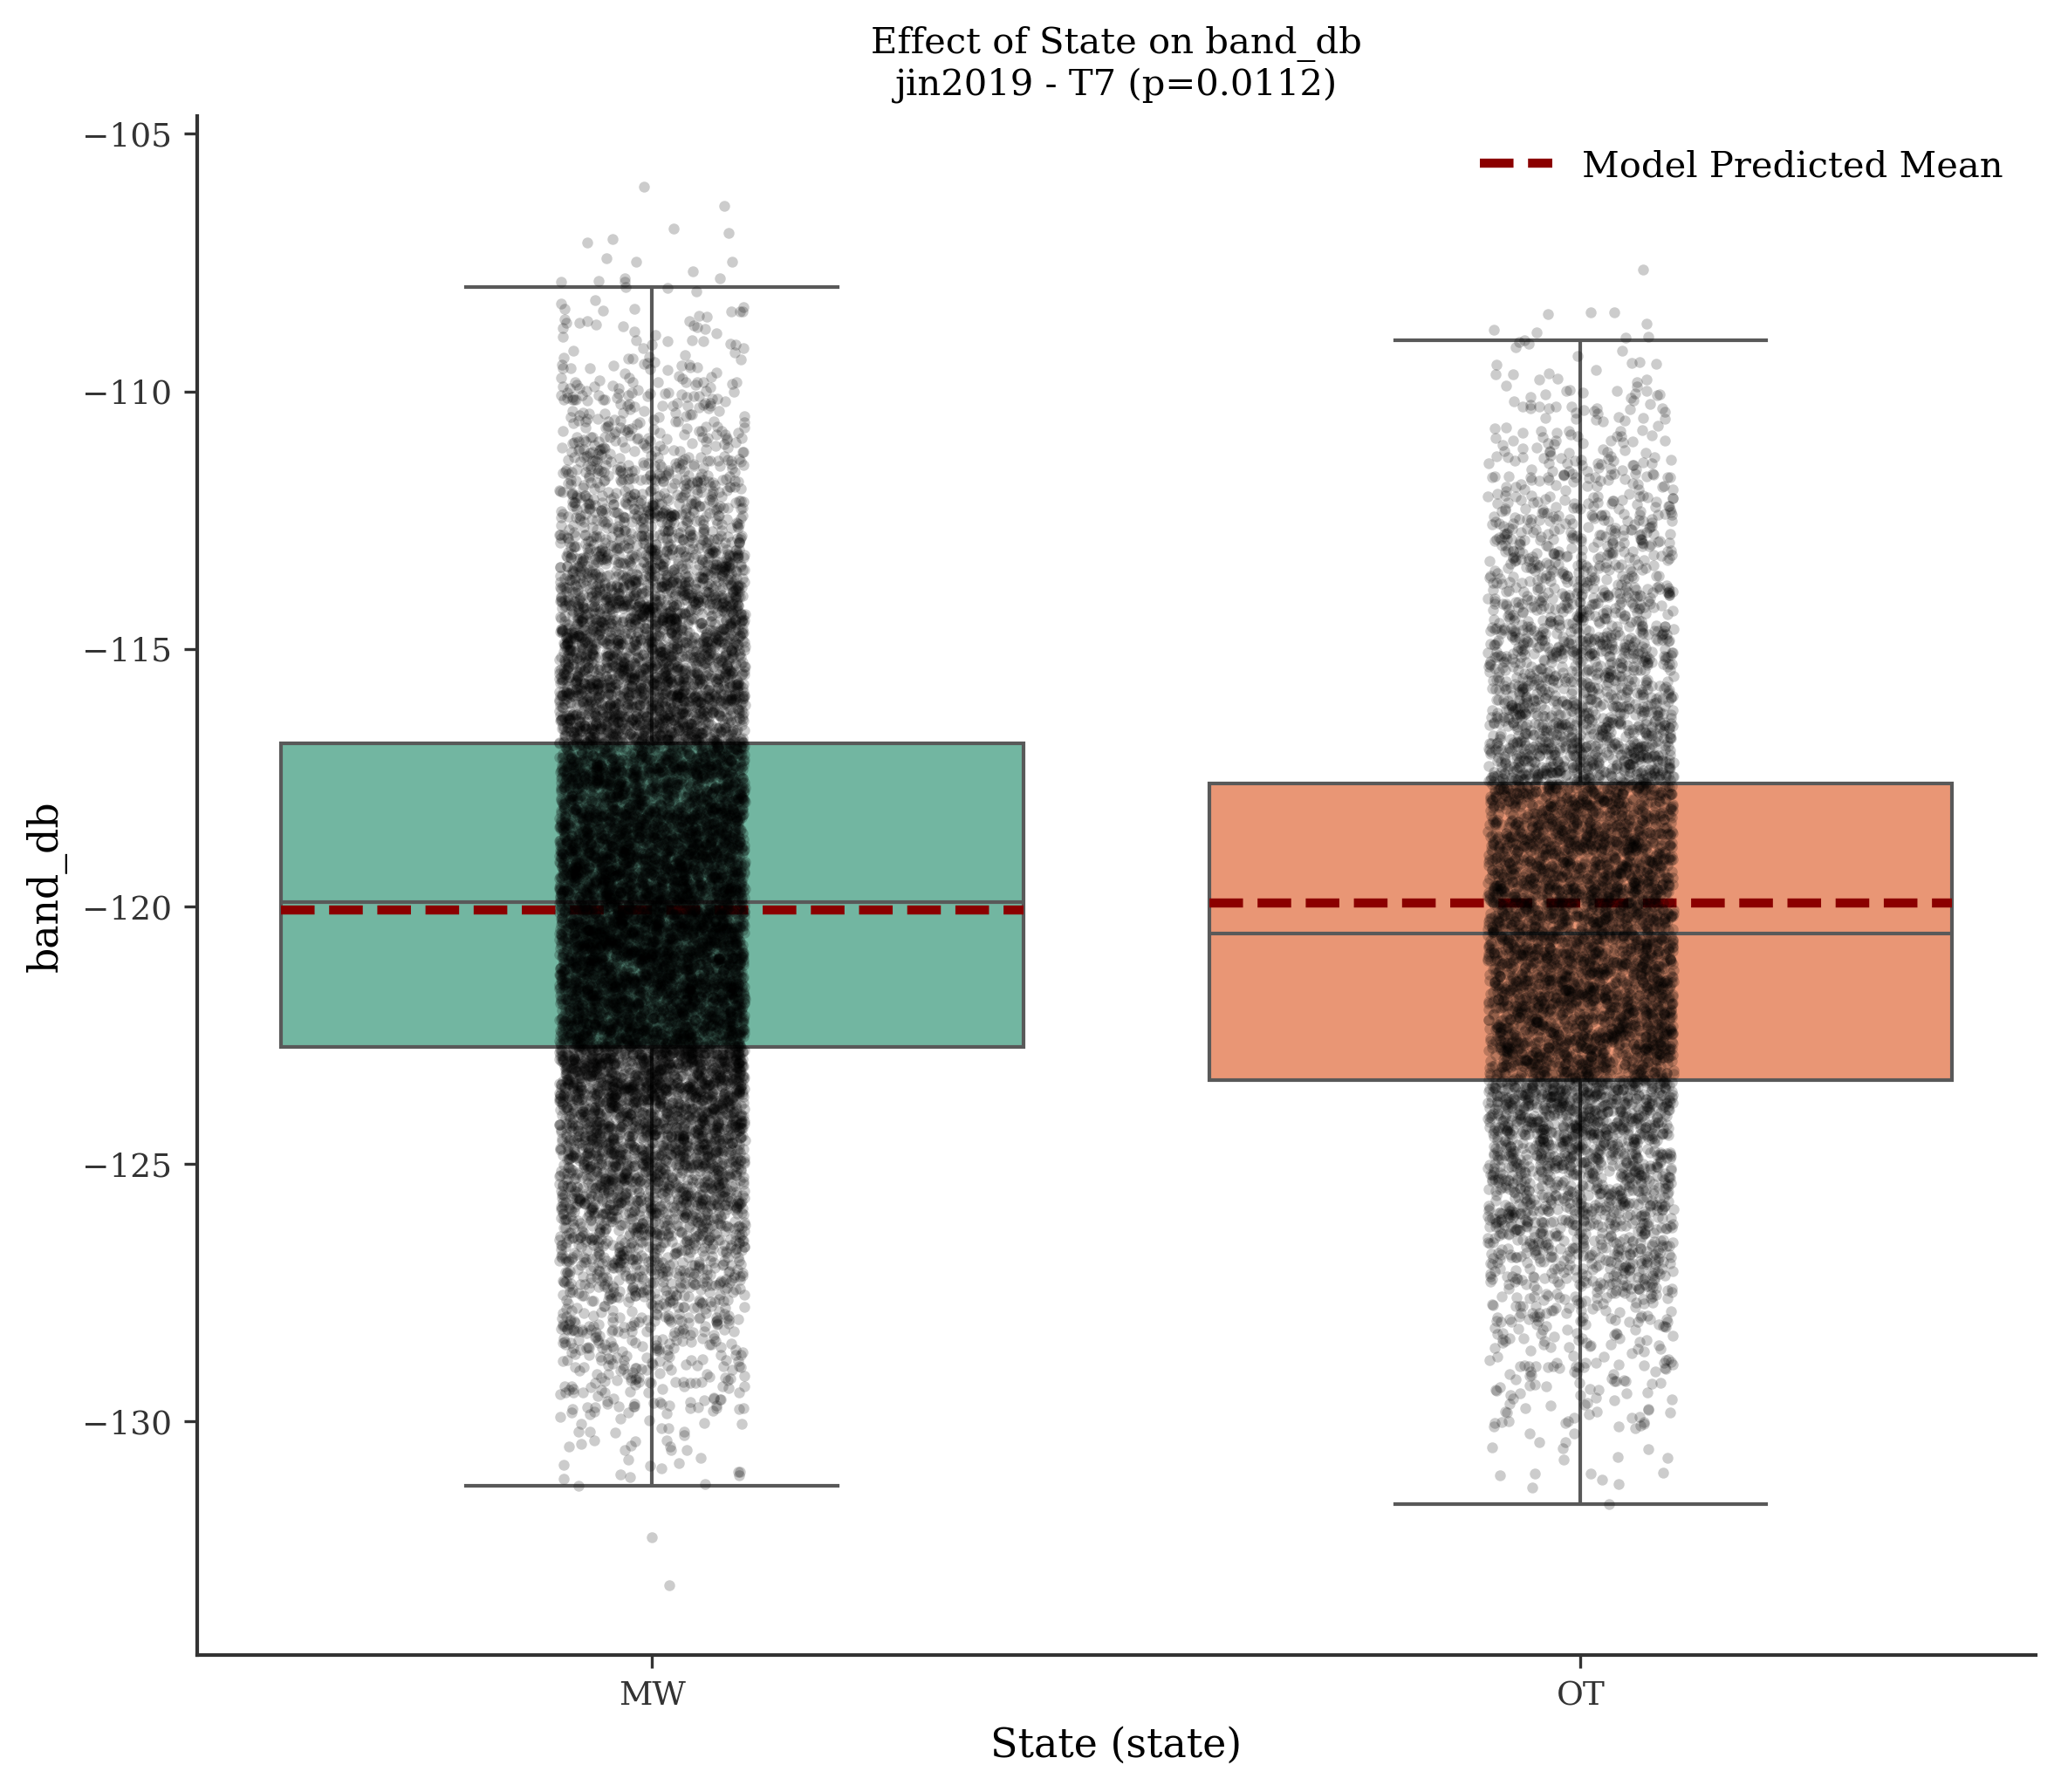 Effect of State on band_db
jin2019 - T7 (p=0.0112)
Model Predicted Mean
−105
−110
−115
−120
−125
−130
band_db
MW
OT
State (state)